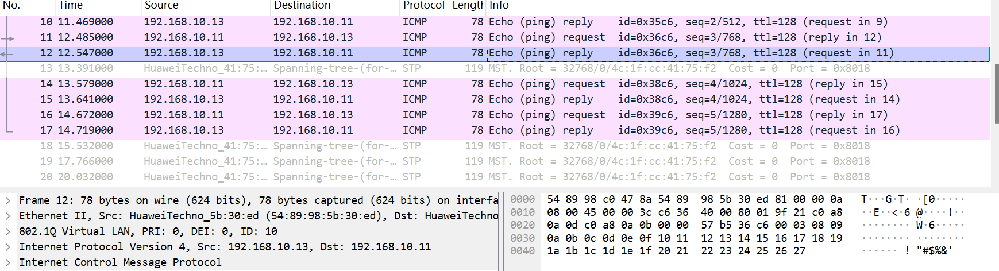 No. Time Source Destination Protocol Lengtl Info
10 11.469000 192.168.10.13 192.168.10.11 ICMP 78 Echo (ping) reply id=0x35c6, seq=2/512, ttl=128 (request in 9)
11 12.485000 192.168.10.11 192.168.10.13 ICMP 78 Echo (ping) request id=0x36c6, seq=3/768, ttl=128 (reply in 12)
12 12.547000 192.168.10.13 192.168.10.11 ICMP 78 Echo (ping) reply id=0x36c6, seq=3/768, ttl=128 (request in 11)
13 13.391000 HuaweiTechno_41:75:… Spanning-tree-(for-… STP 119 MST. Root = 32768/0/4c:1f:cc:41:75:f2 Cost = 0 Port = 0x8018
14 13.579000 192.168.10.11 192.168.10.13 ICMP 78 Echo (ping) request id=0x38c6, seq=4/1024, ttl=128 (reply in 15)
15 13.641000 192.168.10.13 192.168.10.11 ICMP 78 Echo (ping) reply id=0x38c6, seq=4/1024, ttl=128 (request in 14)
16 14.672000 192.168.10.11 192.168.10.13 ICMP 78 Echo (ping) request id=0x39c6, seq=5/1280, ttl=128 (reply in 17)
17 14.719000 192.168.10.13 192.168.10.11 ICMP 78 Echo (ping) reply id=0x39c6, seq=5/1280, ttl=128 (request in 16)
18 15.532000 HuaweiTechno_41:75:… Spanning-tree-(for-… STP 119 MST. Root = 32768/0/4c:1f:cc:41:75:f2 Cost = 0 Port = 0x8018
19 17.766000 HuaweiTechno_41:75:… Spanning-tree-(for-… STP 119 MST. Root = 32768/0/4c:1f:cc:41:75:f2 Cost = 0 Port = 0x8018
20 20.032000 HuaweiTechno_41:75:… Spanning-tree-(for-… STP 119 MST. Root = 32768/0/4c:1f:cc:41:75:f2 Cost = 0 Port = 0x8018
Frame 12: 78 bytes on wire (624 bits), 78 bytes captured (624 bits) on interfa
Ethernet II, Src: HuaweiTechno_5b:30:ed (54:89:98:5b:30:ed), Dst: HuaweiTechno
802.1Q Virtual LAN, PRI: 0, DEI: 0, ID: 10
Internet Protocol Version 4, Src: 192.168.10.13, Dst: 192.168.10.11
Internet Control Message Protocol
0000 54 89 98 c0 47 8a 54 89 98 5b 30 ed 81 00 00 0a T···G·T· ·[0·····
0010 08 00 45 00 00 3c c6 36 40 00 80 01 9f 21 c0 a8 ··E··<·6 @····!··
0020 0a 0d c0 a8 0a 0b 00 00 57 b5 36 c6 00 03 08 09 ········ W·6·····
0030 0a 0b 0c 0d 0e 0f 10 11 12 13 14 15 16 17 18 19 ········ ········
0040 1a 1b 1c 1d 1e 1f 20 21 22 23 24 25 26 27 ······ ! "#$%&'